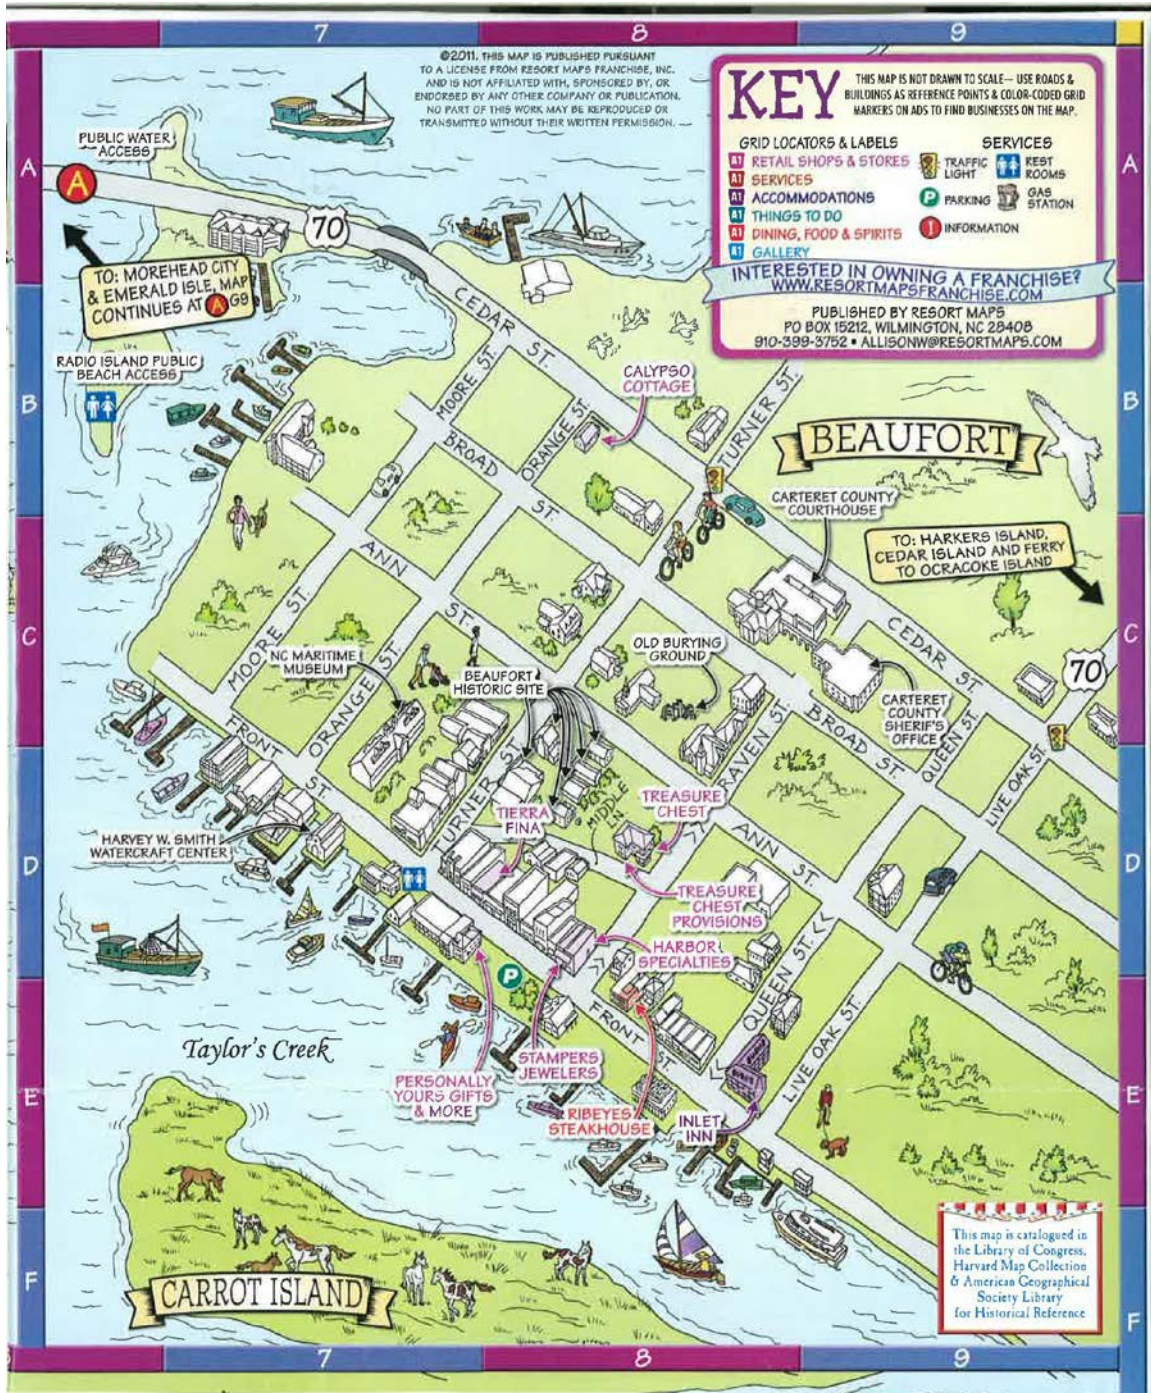 7
8
9
A
B
C
D
E
F
©2011, THIS MAP IS PUBLISHED PURSUANT
TO A LICENSE FROM RESORT MAPS FRANCHISE, INC.
AND IS NOT AFFILIATED WITH, SPONSORED BY, OR
ENDORSED BY ANY OTHER COMPANY OR PUBLICATION.
NO PART OF THIS WORK MAY BE REPRODUCED OR
TRANSMITTED WITHOUT THEIR WRITTEN PERMISSION.
KEY
THIS MAP IS NOT DRAWN TO SCALE— USE ROADS &
BUILDINGS AS REFERENCE POINTS & COLOR-CODED GRID
MARKERS ON ADS TO FIND BUSINESSES ON THE MAP.
GRID LOCATORS & LABELS
A1 RETAIL SHOPS & STORES
A1 SERVICES
A1 ACCOMMODATIONS
A1 THINGS TO DO
A1 DINING, FOOD & SPIRITS
A1 GALLERY
SERVICES
TRAFFIC
LIGHT
REST
ROOMS
P PARKING
GAS
STATION
I INFORMATION
INTERESTED IN OWNING A FRANCHISE?
WWW.RESORTMAPSFRANCHISE.COM
PUBLISHED BY RESORT MAPS
PO BOX 15212, WILMINGTON, NC 28408
910-399-3752 • ALLISONW@RESORTMAPS.COM
PUBLIC WATER
ACCESS
A
70
TO: MOREHEAD CITY
& EMERALD ISLE, MAP
CONTINUES AT A G9
RADIO ISLAND PUBLIC
BEACH ACCESS
CEDAR ST.
MOORE ST.
BROAD ST.
ORANGE ST.
CALYPSO
COTTAGE
TURNER ST.
BEAUFORT
CARTERET COUNTY
COURTHOUSE
TO: HARKERS ISLAND,
CEDAR ISLAND AND FERRY
TO OCRACOKE ISLAND
ANN ST.
MOORE ST.
NC MARITIME
MUSEUM
ORANGE ST.
BEAUFORT
HISTORIC SITE
OLD BURYING
GROUND
CEDAR ST.
70
CARTERET
COUNTY
SHERIF'S
OFFICE
FRONT ST.
TURNER ST.
CRAVEN ST.
BROAD ST.
QUEEN ST.
LIVE OAK ST.
MIDDLE
LN
TIERRA
FINA
TREASURE
CHEST
HARVEY W. SMITH
WATERCRAFT CENTER
ANN ST.
TREASURE
CHEST
PROVISIONS
HARBOR
SPECIALTIES
P
QUEEN ST.
FRONT ST.
LIVE OAK ST.
Taylor's Creek
STAMPERS
JEWELERS
PERSONALLY
YOURS GIFTS
& MORE
RIBEYES
STEAKHOUSE
INLET
INN
CARROT ISLAND
This map is catalogued in
the Library of Congress,
Harvard Map Collection
& American Geographical
Society Library
for Historical Reference
A
B
C
D
E
F
7
8
9